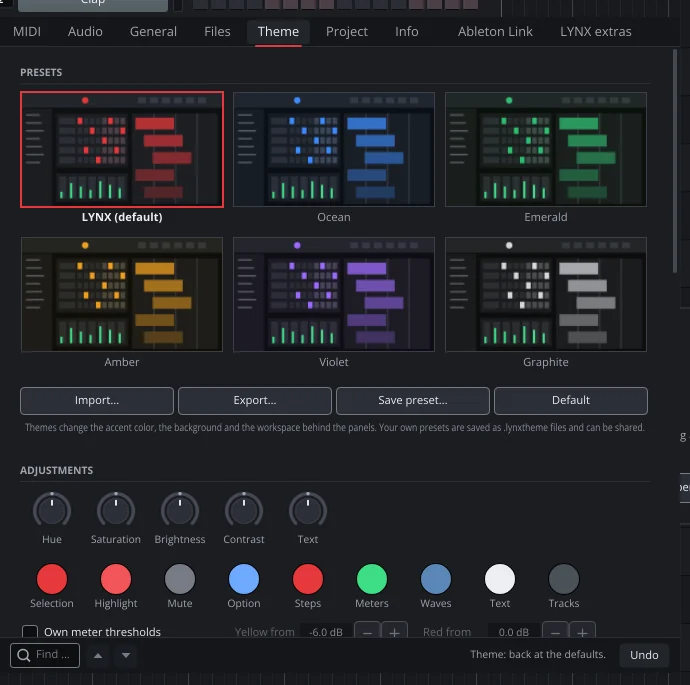 Clap
MIDI Audio General Files Theme Project Info Ableton Link LYNX extras
PRESETS
LYNX (default) Ocean Emerald
Amber Violet Graphite
Import... Export... Save preset... Default
Themes change the accent color, the background and the workspace behind the panels. Your own presets are saved as .lynxtheme files and can be shared.
ADJUSTMENTS
Hue Saturation Brightness Contrast Text
Selection Highlight Mute Option Steps Meters Waves Text Tracks
Own meter thresholds Yellow from -6.0 dB − + Red from 0.0 dB − +
Find ... Theme: back at the defaults. Undo